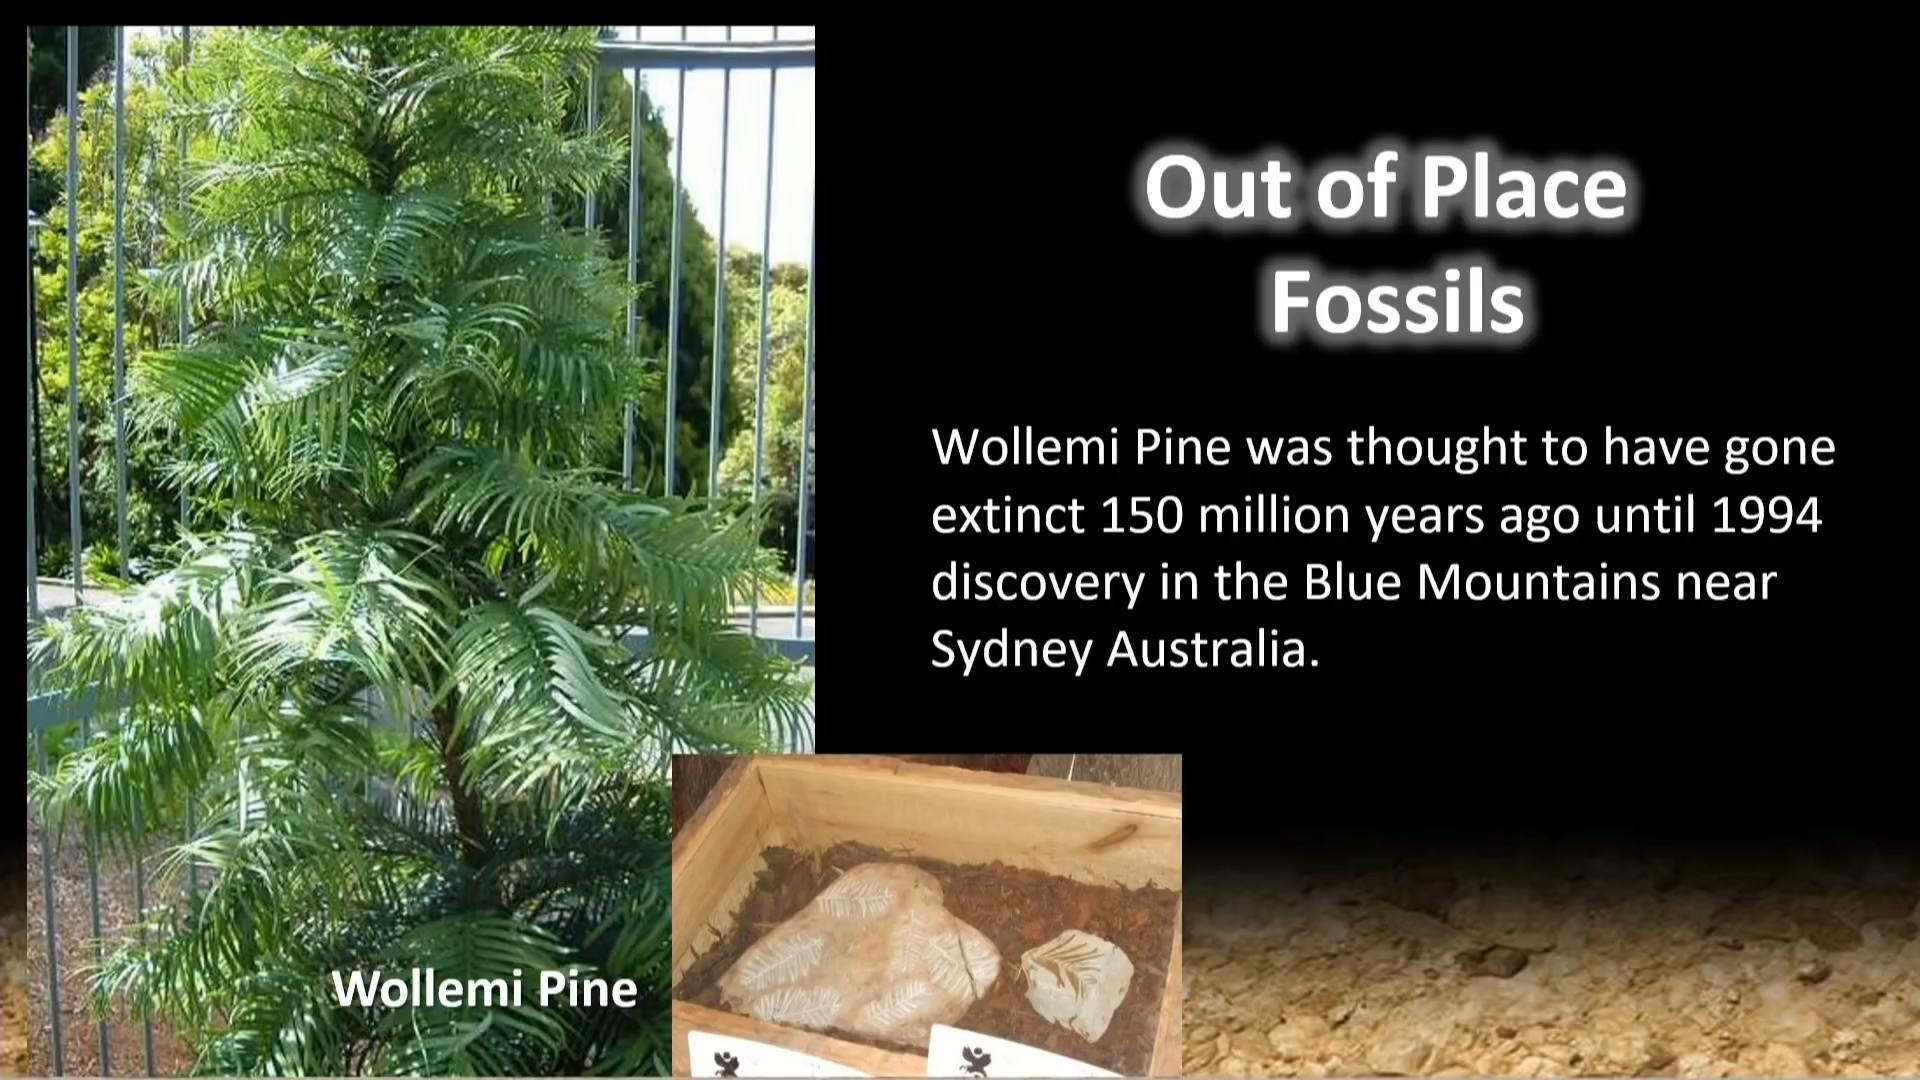 Out of Place
Fossils
Wollemi Pine was thought to have gone
extinct 150 million years ago until 1994
discovery in the Blue Mountains near
Sydney Australia.
Wollemi Pine